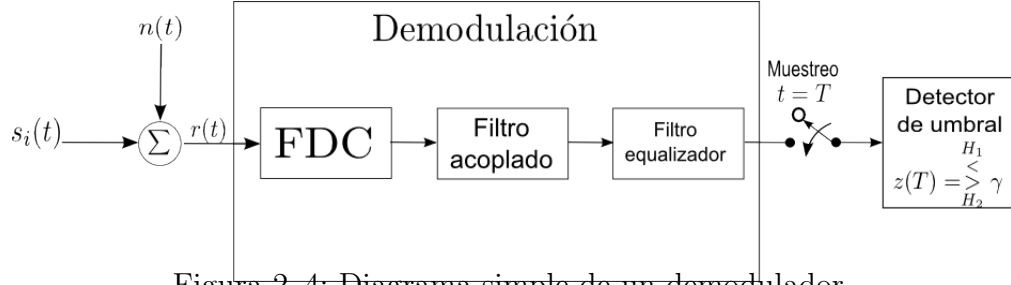 n(t)
Demodulación
s_i(t)
∑
r(t)
FDC
Filtro
acoplado
Filtro
equalizador
Muestreo
t = T
Detector
de umbral
H_1
<
z(T) = > γ
H_2
Figura 2-4: Diagrama simple de un demodulador